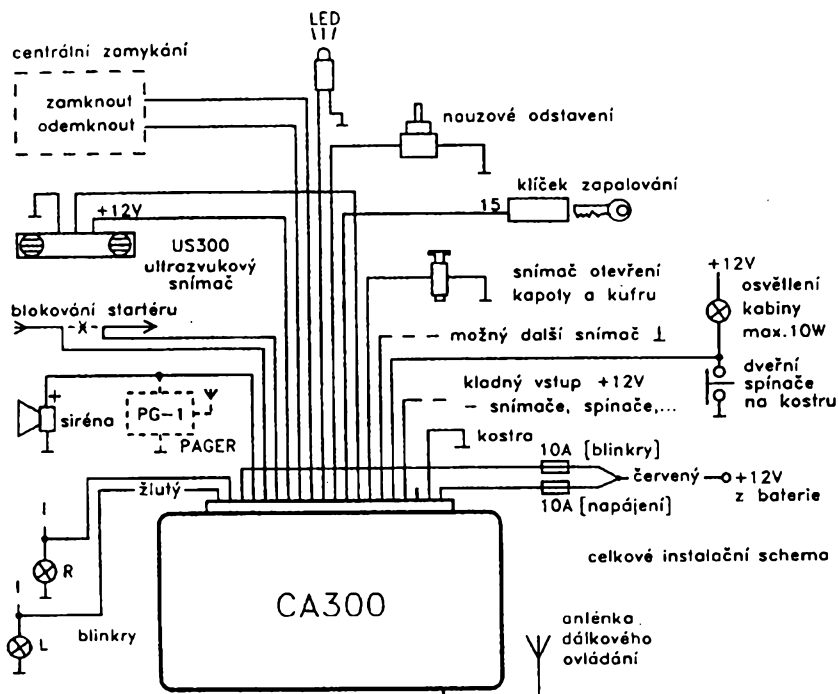 LED
centrální zamykání
zamknout
odemknout
nouzové odstavení
klíček zapalování
15
+12V
US300
ultrazvukový
snímač
snímač otevření
kapoty a kufru
+12V
osvětlení
kabiny
max.10W
blokování startéru
možný další snímač
dveřní
spínače
na kostru
kladný vstup +12V
- snímače, spínače,...
+
siréna
PG-1
PAGER
kostra
10A [blinkry]
červený
+12V
z baterie
10A [napájení]
žlutý
celkové instalační schema
R
CA300
L
blinkry
anténka
dálkového
ovládání